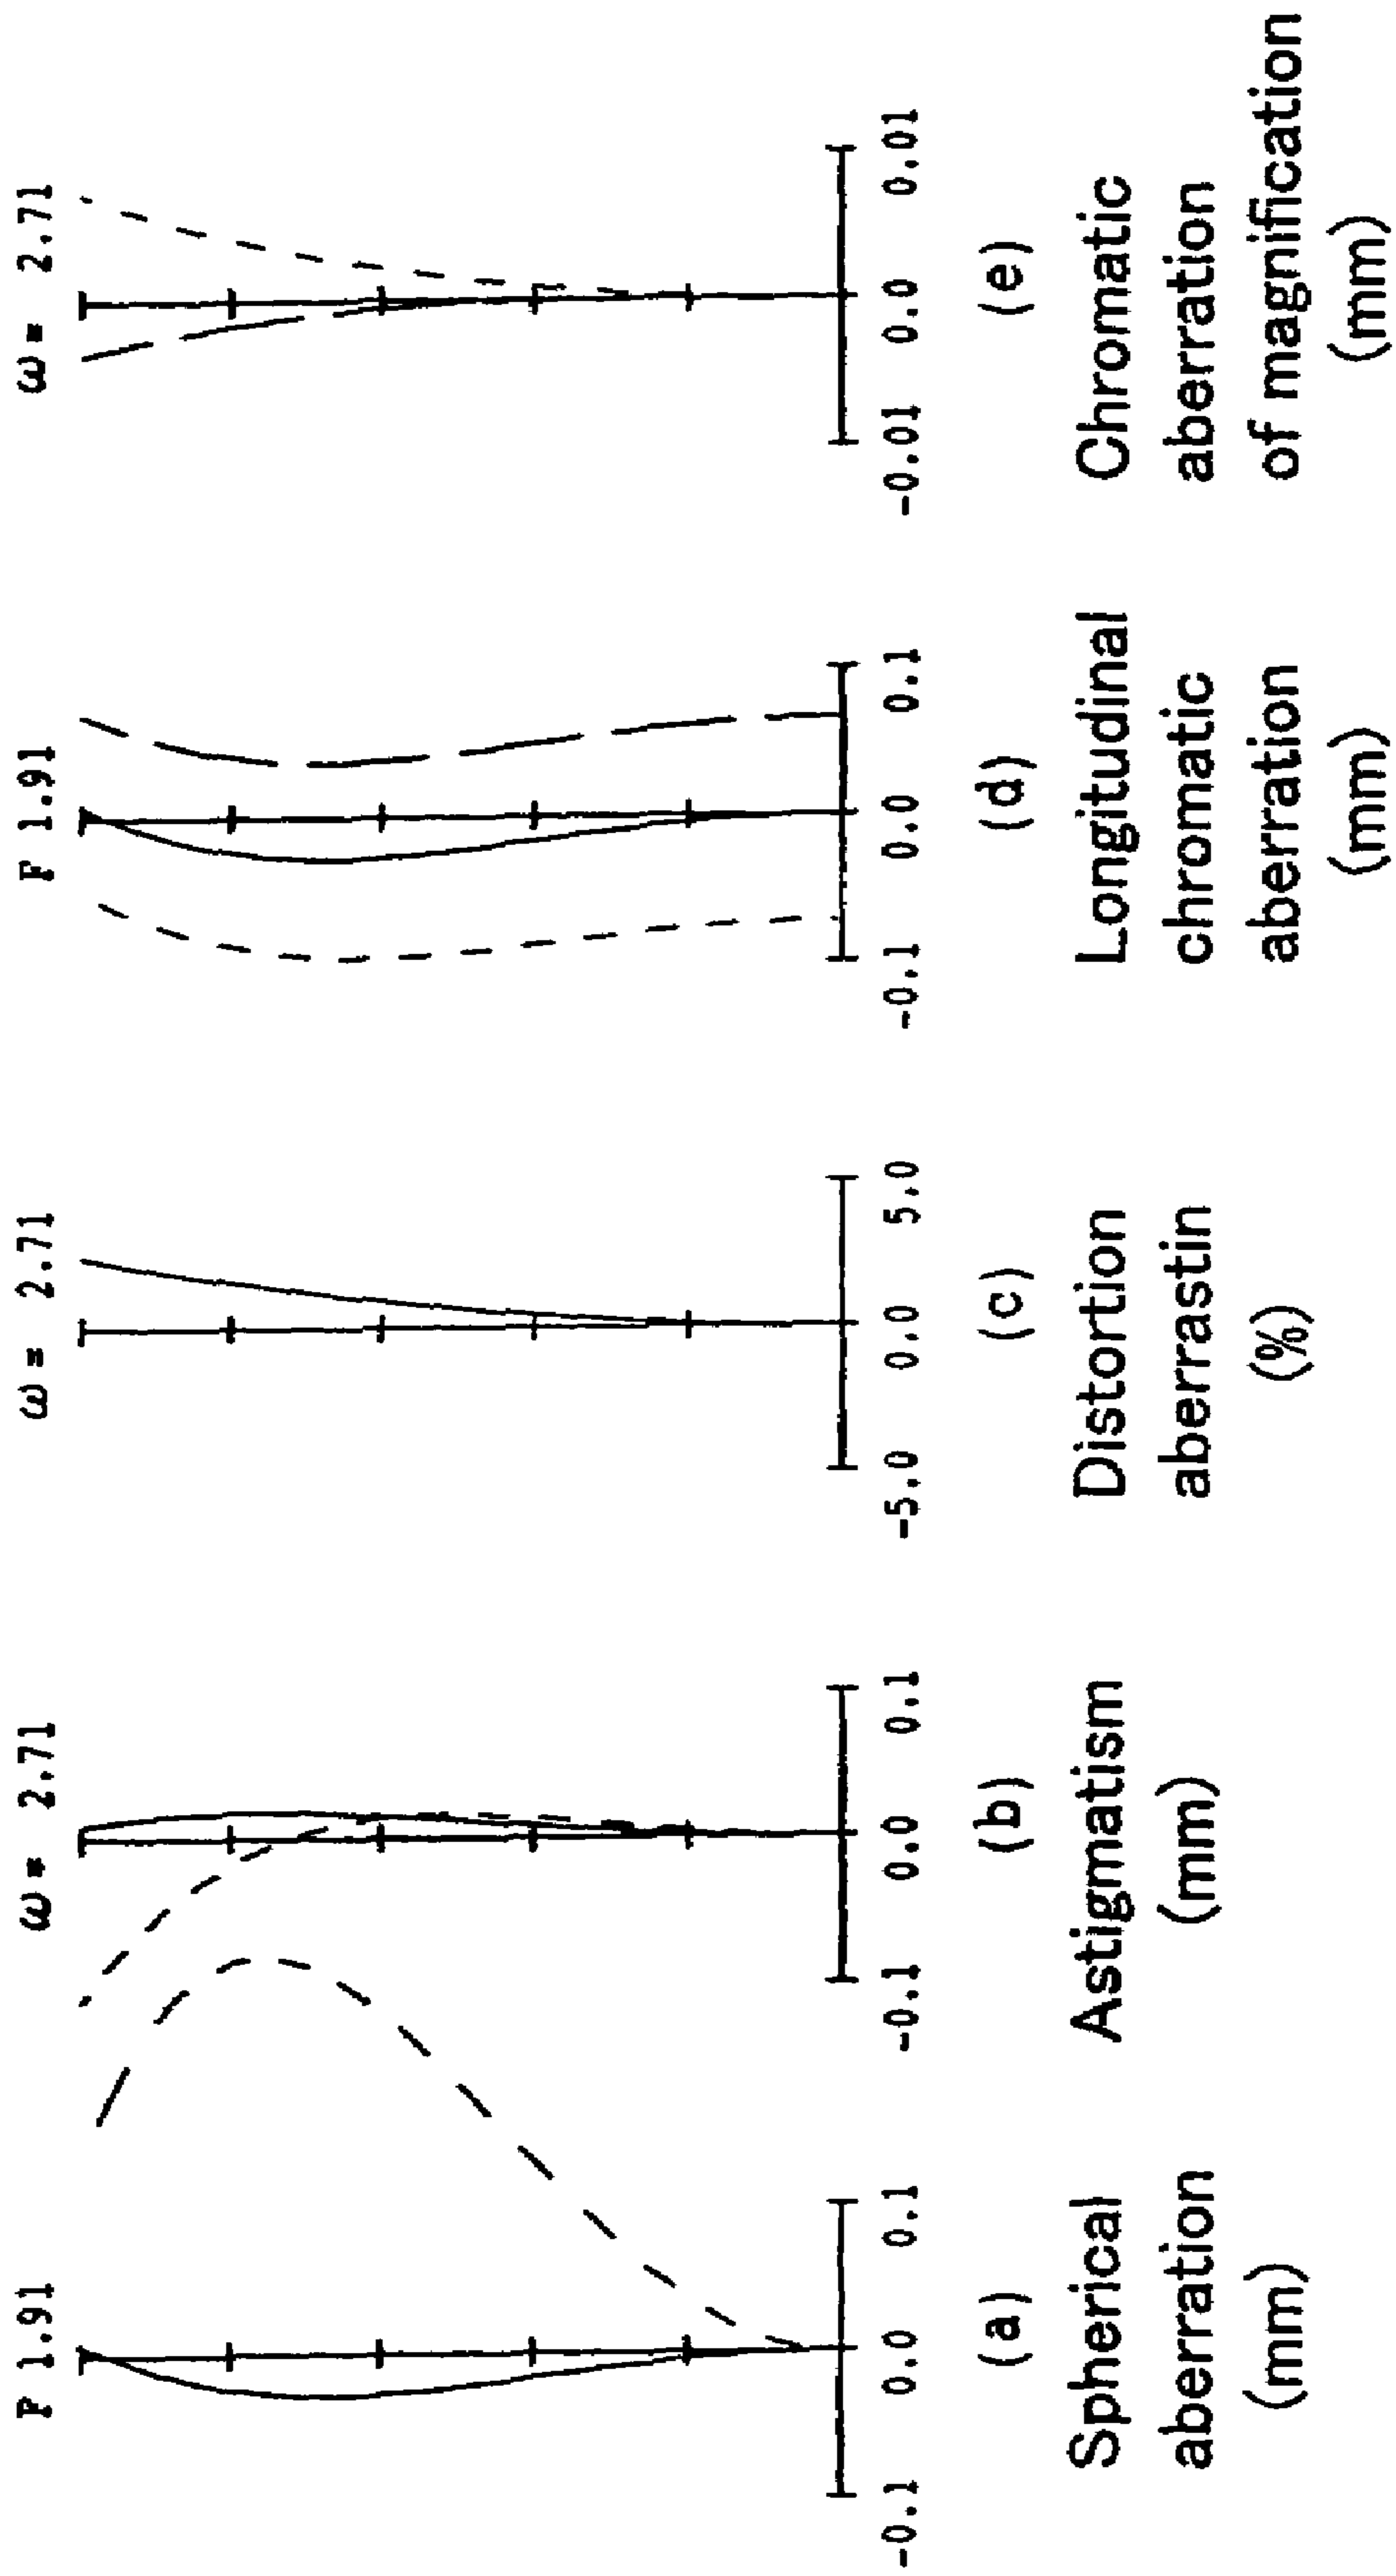 F 1.91
-0.1 0.0 0.1
(a)
Spherical
aberration
(mm)
ω= 2.71
-0.1 0.0 0.1
(b)
Astigmatism
(mm)
ω= 2.71
-5.0 0.0 5.0
(c)
Distortion
aberrastin
(%)
F 1.91
-0.1 0.0 0.1
(d)
Longitudinal
chromatic
aberration
(mm)
ω= 2.71
-0.01 0.0 0.01
(e)
Chromatic
aberration
of magnification
(mm)